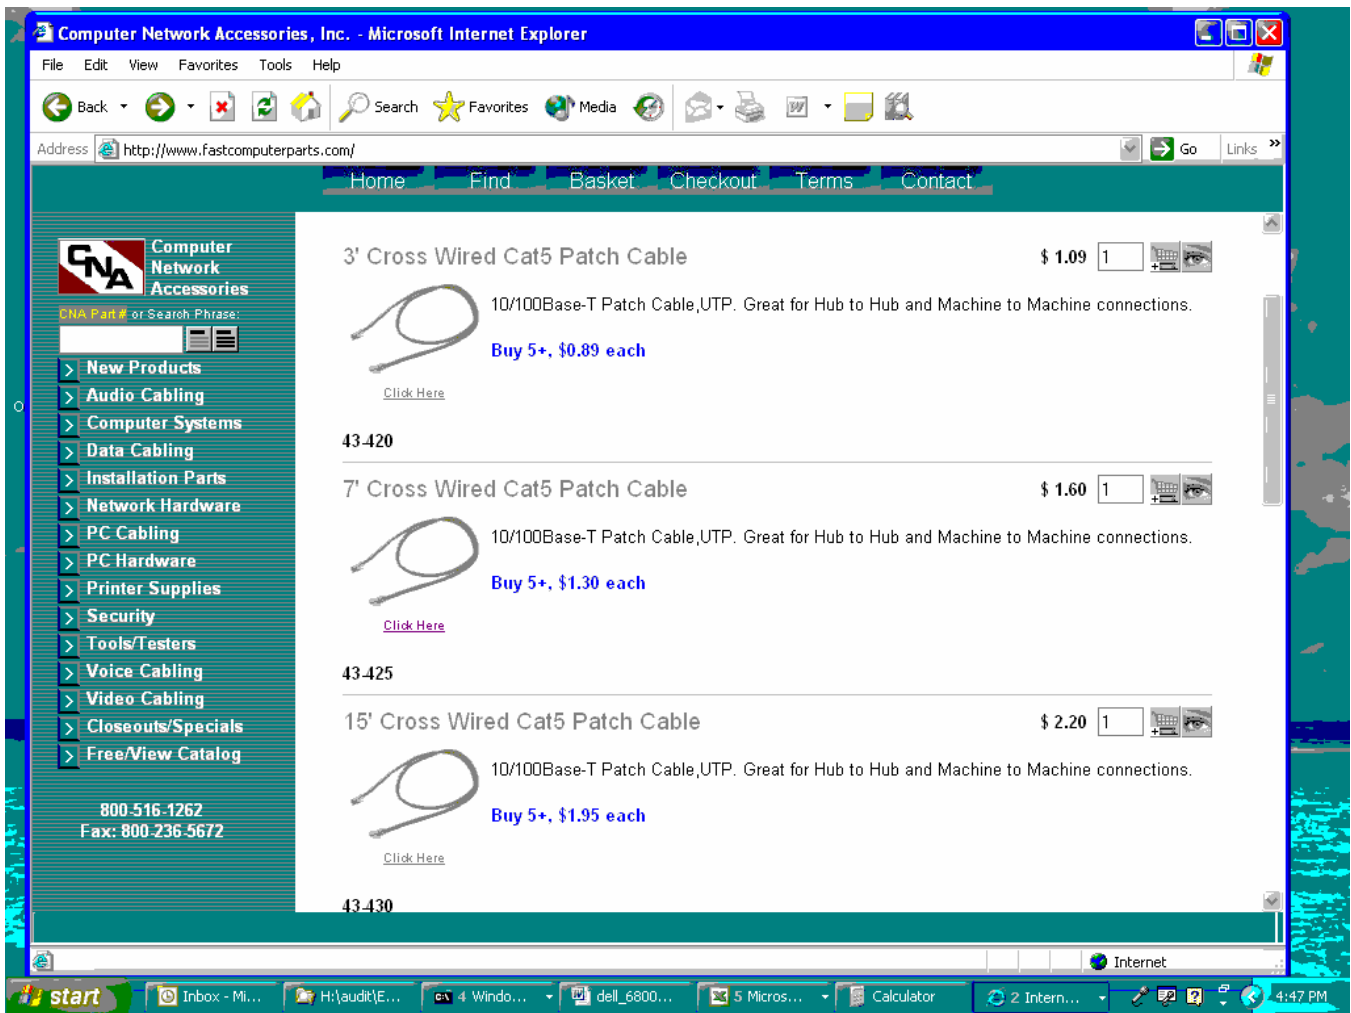 Computer Network Accessories, Inc. - Microsoft Internet Explorer
File Edit View Favorites Tools Help
Back Search Favorites Media
Address http://www.fastcomputerparts.com/ Go Links »
Home Find Basket Checkout Terms Contact
CNA Computer
Network
Accessories
CNA Part# or Search Phrase:
> New Products
> Audio Cabling
> Computer Systems
> Data Cabling
> Installation Parts
> Network Hardware
> PC Cabling
> PC Hardware
> Printer Supplies
> Security
> Tools/Testers
> Voice Cabling
> Video Cabling
> Closeouts/Specials
> Free/View Catalog
800-516-1262
Fax: 800-236-5672
3' Cross Wired Cat5 Patch Cable $ 1.09 1
10/100Base-T Patch Cable,UTP. Great for Hub to Hub and Machine to Machine connections.
Buy 5+, $0.89 each
Click Here
43-420
7' Cross Wired Cat5 Patch Cable $ 1.60 1
10/100Base-T Patch Cable,UTP. Great for Hub to Hub and Machine to Machine connections.
Buy 5+, $1.30 each
Click Here
43-425
15' Cross Wired Cat5 Patch Cable $ 2.20 1
10/100Base-T Patch Cable,UTP. Great for Hub to Hub and Machine to Machine connections.
Buy 5+, $1.95 each
Click Here
43-430
Internet
start Inbox - Mi... H:\audit\E... 4 Windo... dell_6800... 5 Micros... Calculator 2 Intern... 4:47 PM